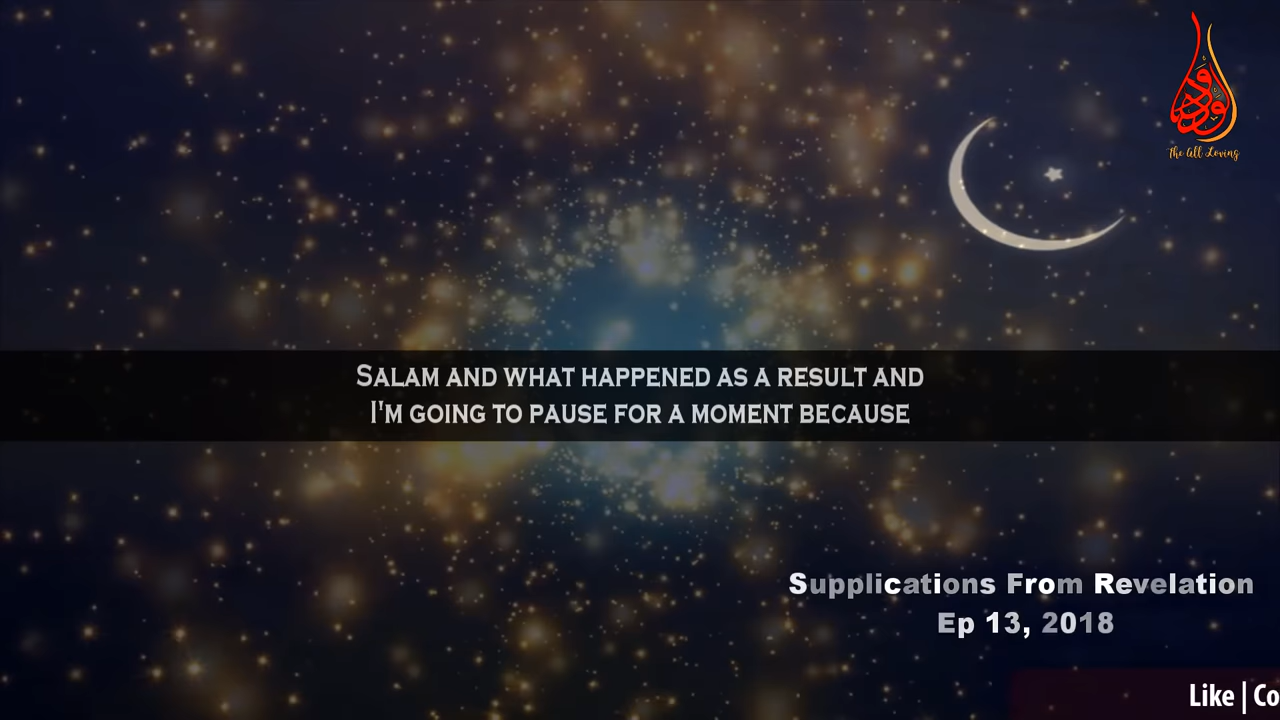 الودود
The All Loving
Salam and what happened as a result and
I'm going to pause for a moment because
Supplications From Revelation
Ep 13, 2018
Like | Co